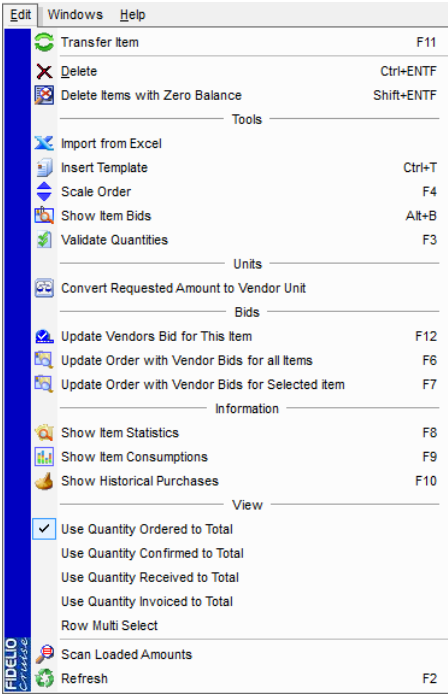 Edit Windows Help
Transfer Item F11
Delete Ctrl+ENTF
Delete Items with Zero Balance Shift+ENTF
Tools
Import from Excel
Insert Template Ctrl+T
Scale Order F4
Show Item Bids Alt+B
Validate Quantities F3
Units
Convert Requested Amount to Vendor Unit
Bids
Update Vendors Bid for This Item F12
Update Order with Vendor Bids for all Items F6
Update Order with Vendor Bids for Selected item F7
Information
Show Item Statistics F8
Show Item Consumptions F9
Show Historical Purchases F10
View
Use Quantity Ordered to Total
Use Quantity Confirmed to Total
Use Quantity Received to Total
Use Quantity Invoiced to Total
Row Multi Select
Scan Loaded Amounts
Refresh F2
FIDELIO
Cruise